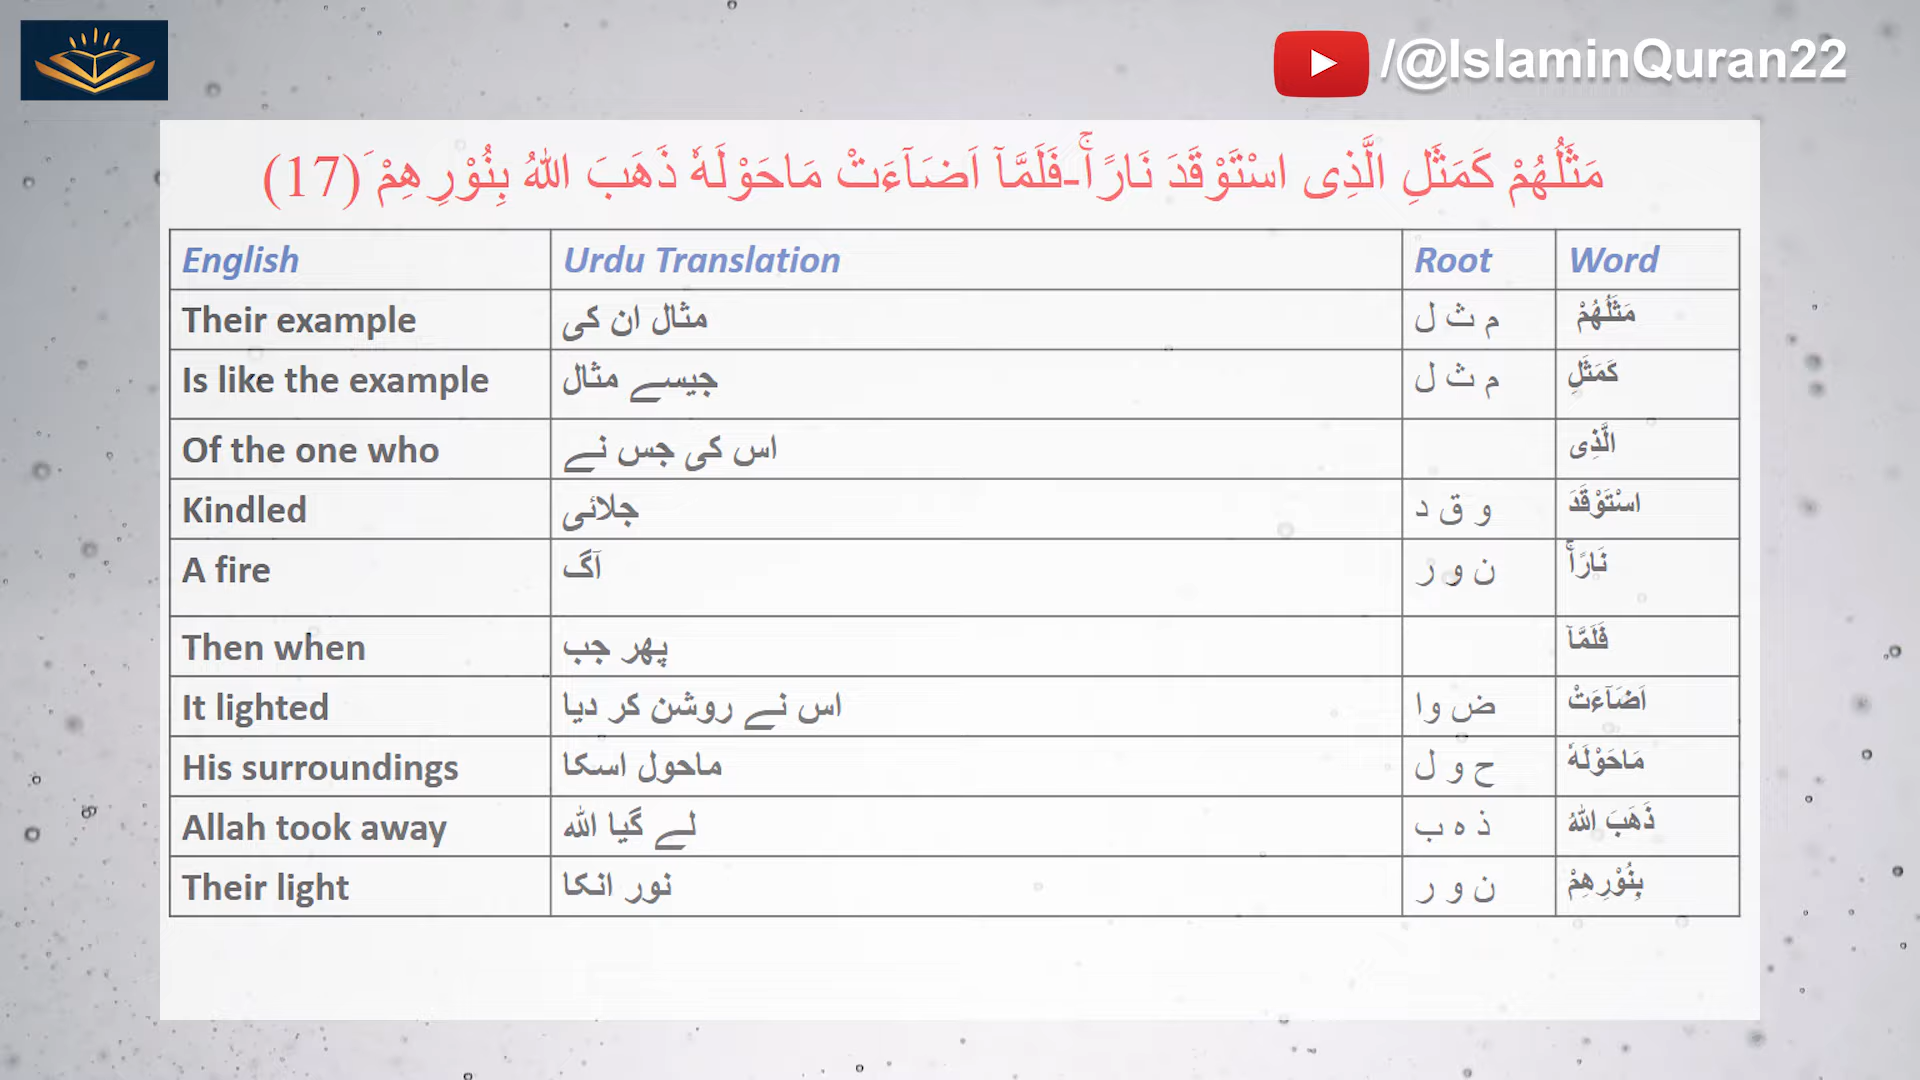 /@IslaminQuran22
مَثَلُهُمْ كَمَثَلِ الَّذِی اسْتَوْقَدَ نَارًاۚ-فَلَمَّاۤ اَضَآءَتْ مَاحَوْلَهٗ ذَهَبَ اللّٰهُ بِنُوْرِهِمْ َ(17)
English Urdu Translation Root Word
Their example مثال ان کی م ث ل مَثَلُهُمْ
Is like the example جیسے مثال م ث ل كَمَثَلِ
Of the one who اس کی جس نے الَّذِی
Kindled جلائی و ق د اسْتَوْقَدَ
A fire آگ ن و ر نَارًاۚ
Then when پھر جب فَلَمَّاۤ
It lighted اس نے روشن کر دیا ض وا اَضَآءَتْ
His surroundings ماحول اسکا ح و ل مَاحَوْلَهٗ
Allah took away لے گیا اللہ ذ ہ ب ذَهَبَ اللّٰهُ
Their light نور انکا ن و ر بِنُوْرِهِمْ